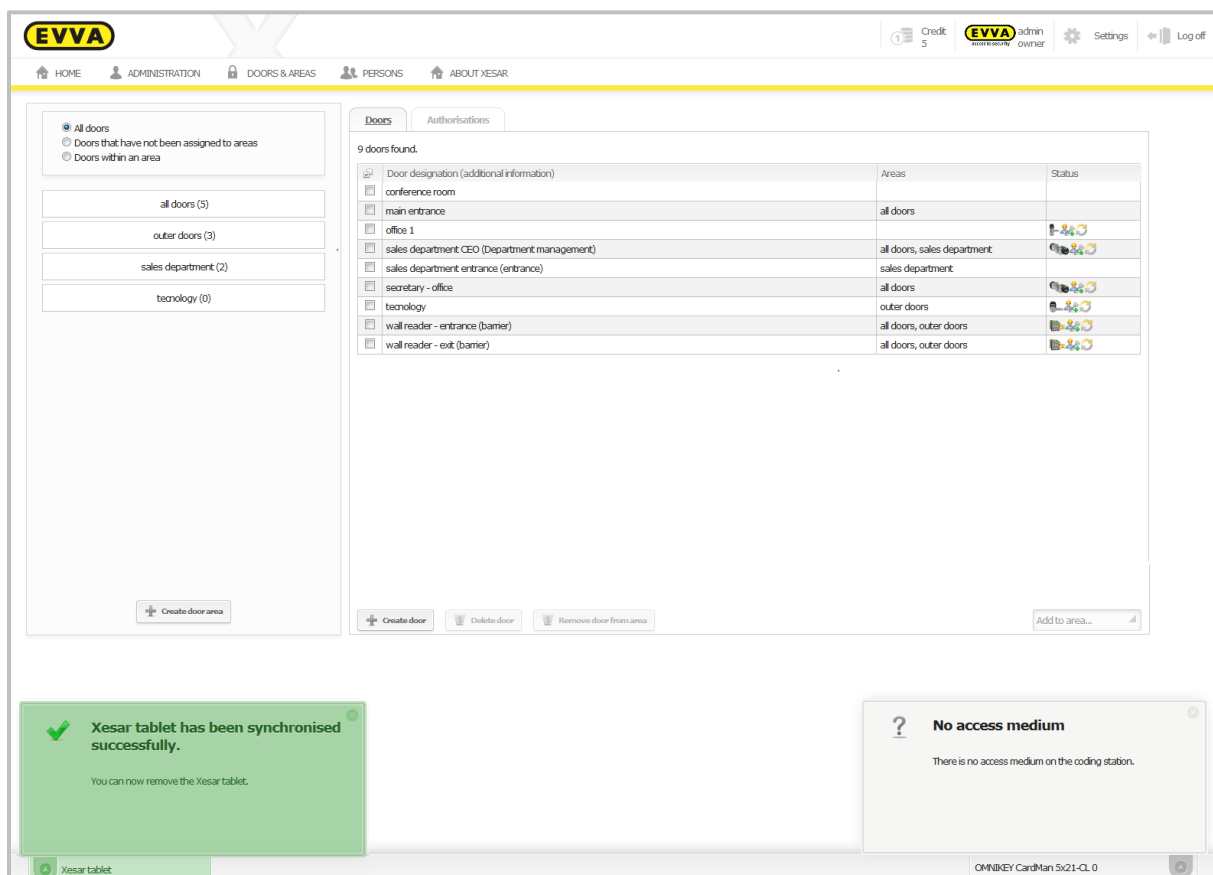 EVVA
Credit
5
EVVA
ACCESS TO SECURITY
admin
owner
Settings
Log off
HOME
ADMINISTRATION
DOORS & AREAS
PERSONS
ABOUT XESAR
All doors
Doors that have not been assigned to areas
Doors within an area
all doors (5)
outer doors (3)
sales department (2)
tecnology (0)
Create door area
Doors
Authorisations
9 doors found.
Door designation (additional information) Areas Status
conference room
main entrance all doors
office 1
sales department CEO (Department management) all doors, sales department
sales department entrance (entrance) sales department
secretary - office all doors
tecnology outer doors
wall reader - entrance (barrier) all doors, outer doors
wall reader - exit (barrier) all doors, outer doors
Create door
Delete door
Remove door from area
Add to area...
Xesar tablet has been synchronised
successfully.
You can now remove the Xesar tablet.
No access medium
There is no access medium on the coding station.
Xesar tablet
OMNIKEY CardMan 5x21-CL 0